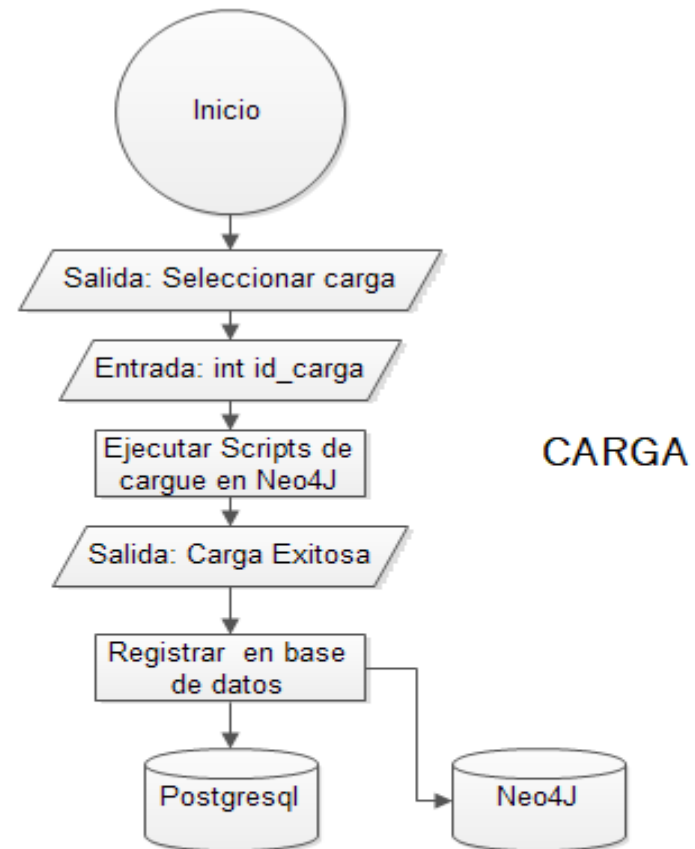 Inicio
Salida: Seleccionar carga
Entrada: int id_carga
Ejecutar Scripts de
cargue en Neo4J
CARGA
Salida: Carga Exitosa
Registrar en base
de datos
Postgresql
Neo4J